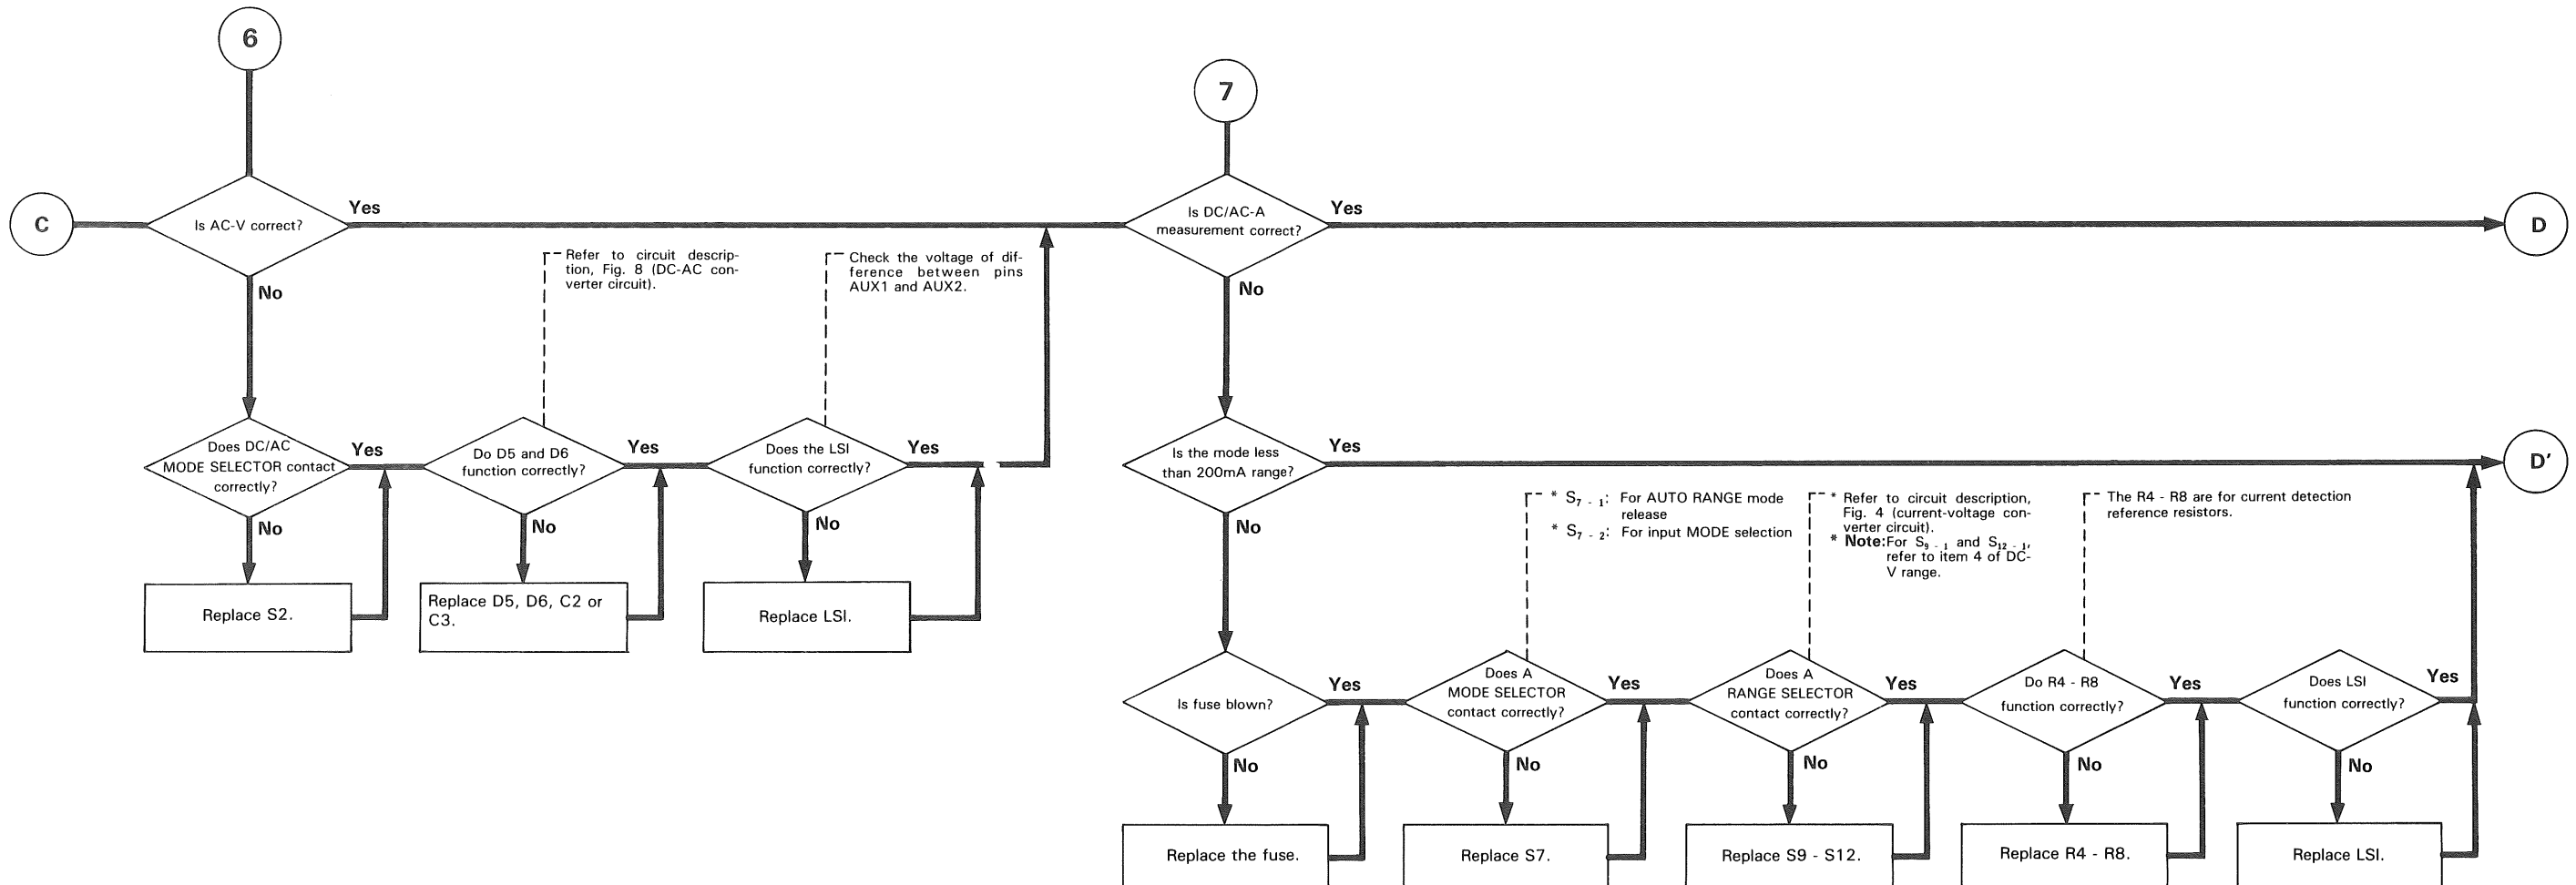 6
7
C
Is AC-V correct?
Yes
No
Is DC/AC-A
measurement correct?
Yes
No
D
Refer to circuit descrip-
tion, Fig. 8 (DC-AC con-
verter circuit).
Check the voltage of dif-
ference between pins
AUX1 and AUX2.
Does DC/AC
MODE SELECTOR contact
correctly?
Yes
No
Do D5 and D6
function correctly?
Yes
No
Does the LSI
function correctly?
Yes
No
Is the mode less
than 200mA range?
Yes
No
D'
* S7 - 1: For AUTO RANGE mode
release
* S7 - 2: For input MODE selection
* Refer to circuit description,
Fig. 4 (current-voltage con-
verter circuit).
* Note:For S9 - 1 and S12 - 1,
refer to item 4 of DC-
V range.
The R4 - R8 are for current detection
reference resistors.
Replace S2.
Replace D5, D6, C2 or
C3.
Replace LSI.
Is fuse blown?
Yes
No
Does A
MODE SELECTOR
contact correctly?
Yes
No
Does A
RANGE SELECTOR
contact correctly?
Yes
No
Do R4 - R8
function correctly?
Yes
No
Does LSI
function correctly?
Yes
No
Replace the fuse.
Replace S7.
Replace S9 - S12.
Replace R4 - R8.
Replace LSI.